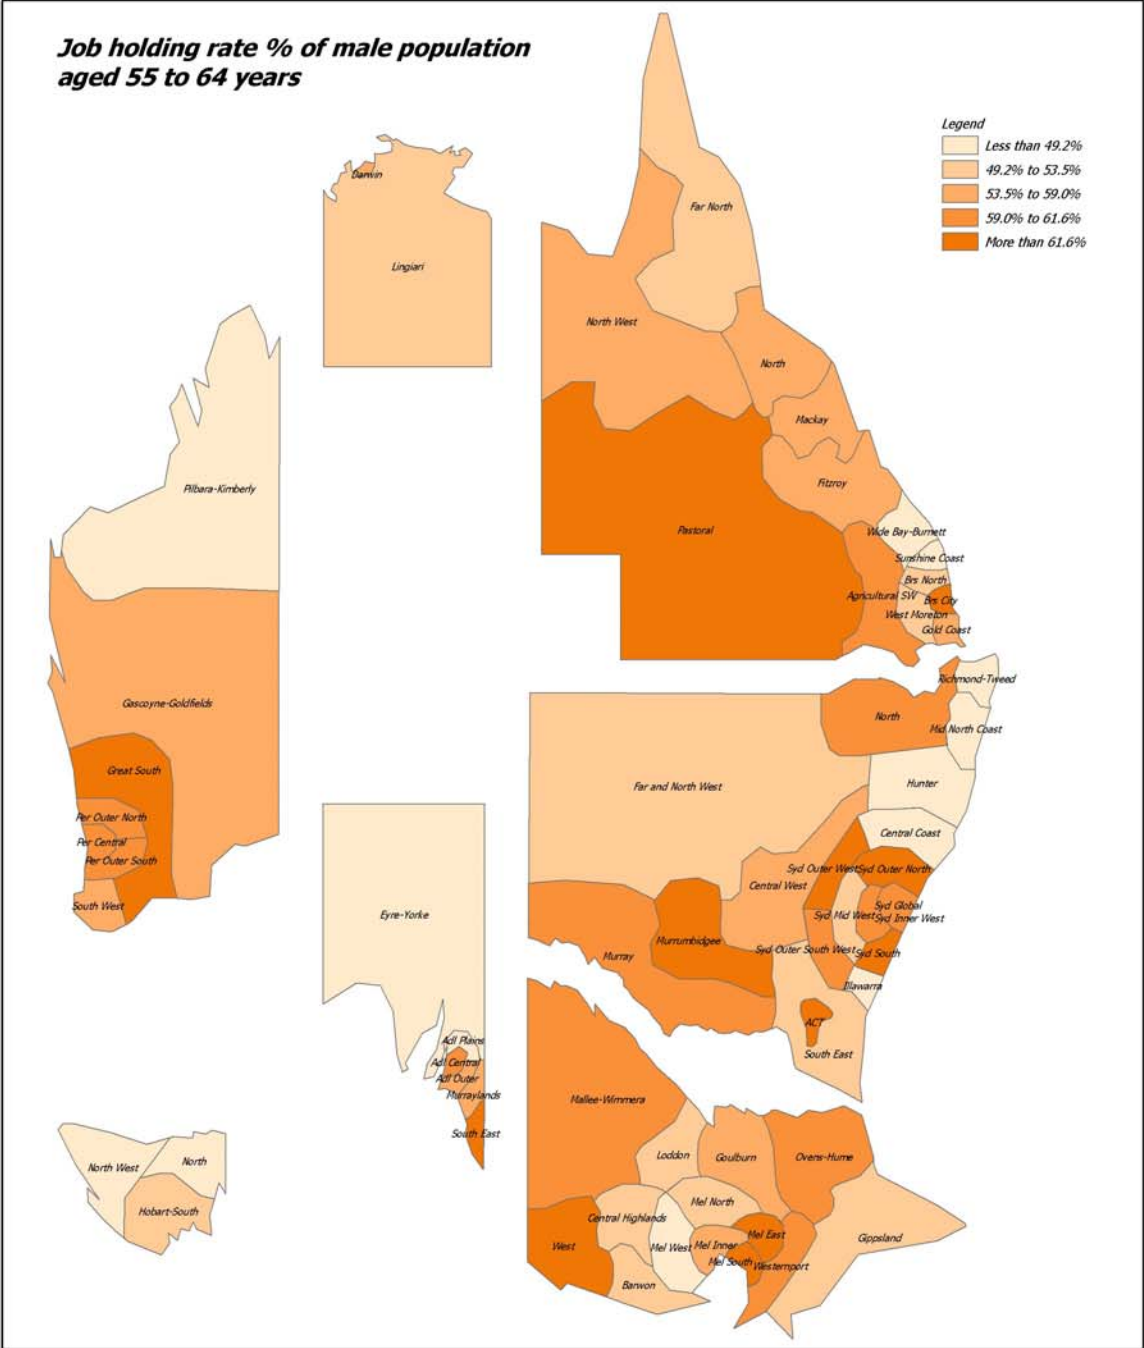 Job holding rate % of male population
aged 55 to 64 years
Legend
Less than 49.2%
49.2% to 53.5%
53.5% to 59.0%
59.0% to 61.6%
More than 61.6%
Darwin
Lingiari
Far North
North West
North
Mackay
Fitzroy
Pastoral
Wide Bay-Burnett
Sunshine Coast
Brs North
Agricultural SW
Brs City
West Moreton
Gold Coast
Pilbara-Kimberly
Gascoyne-Goldfields
Great South
Per Outer North
Per Central
Per Outer South
South West
Richmond-Tweed
North
Mid North Coast
Far and North West
Hunter
Central Coast
Syd Outer West
Syd Outer North
Central West
Syd Global
Syd Mid West
Syd Inner West
Murrumbidgee
Syd Outer South West
Syd South
Murray
Illawarra
ACT
South East
Eyre-Yorke
Adl Plains
Adl Central
Adl Outer
Murraylands
South East
Mallee-Wimmera
Loddon
Goulburn
Ovens-Hume
Mel North
Central Highlands
West
Mel West
Mel Inner
Mel East
Mel South
Westernport
Gippsland
Barwon
North West
North
Hobart-South